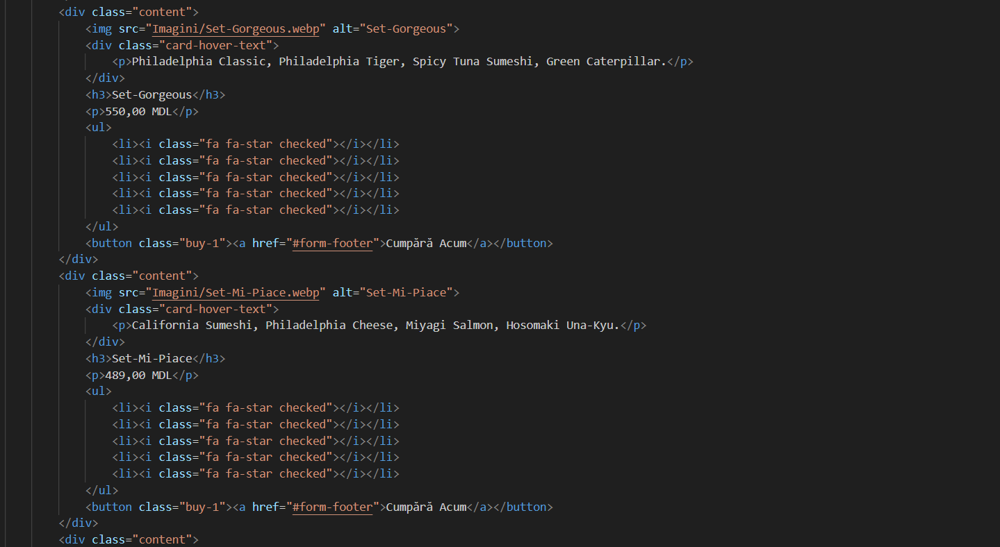 <div class="content">
<img src="Imagini/Set-Gorgeous.webp" alt="Set-Gorgeous">
<div class="card-hover-text">
<p>Philadelphia Classic, Philadelphia Tiger, Spicy Tuna Sumeshi, Green Caterpillar.</p>
</div>
<h3>Set-Gorgeous</h3>
<p>550,00 MDL</p>
<ul>
<li><i class="fa fa-star checked"></i></li>
<li><i class="fa fa-star checked"></i></li>
<li><i class="fa fa-star checked"></i></li>
<li><i class="fa fa-star checked"></i></li>
<li><i class="fa fa-star checked"></i></li>
</ul>
<button class="buy-1"><a href="#form-footer">Cumpără Acum</a></button>
</div>
<div class="content">
<img src="Imagini/Set-Mi-Piace.webp" alt="Set-Mi-Piace">
<div class="card-hover-text">
<p>California Sumeshi, Philadelphia Cheese, Miyagi Salmon, Hosomaki Una-Kyu.</p>
</div>
<h3>Set-Mi-Piace</h3>
<p>489,00 MDL</p>
<ul>
<li><i class="fa fa-star checked"></i></li>
<li><i class="fa fa-star checked"></i></li>
<li><i class="fa fa-star checked"></i></li>
<li><i class="fa fa-star checked"></i></li>
<li><i class="fa fa-star checked"></i></li>
</ul>
<button class="buy-1"><a href="#form-footer">Cumpără Acum</a></button>
</div>
<div class="content">